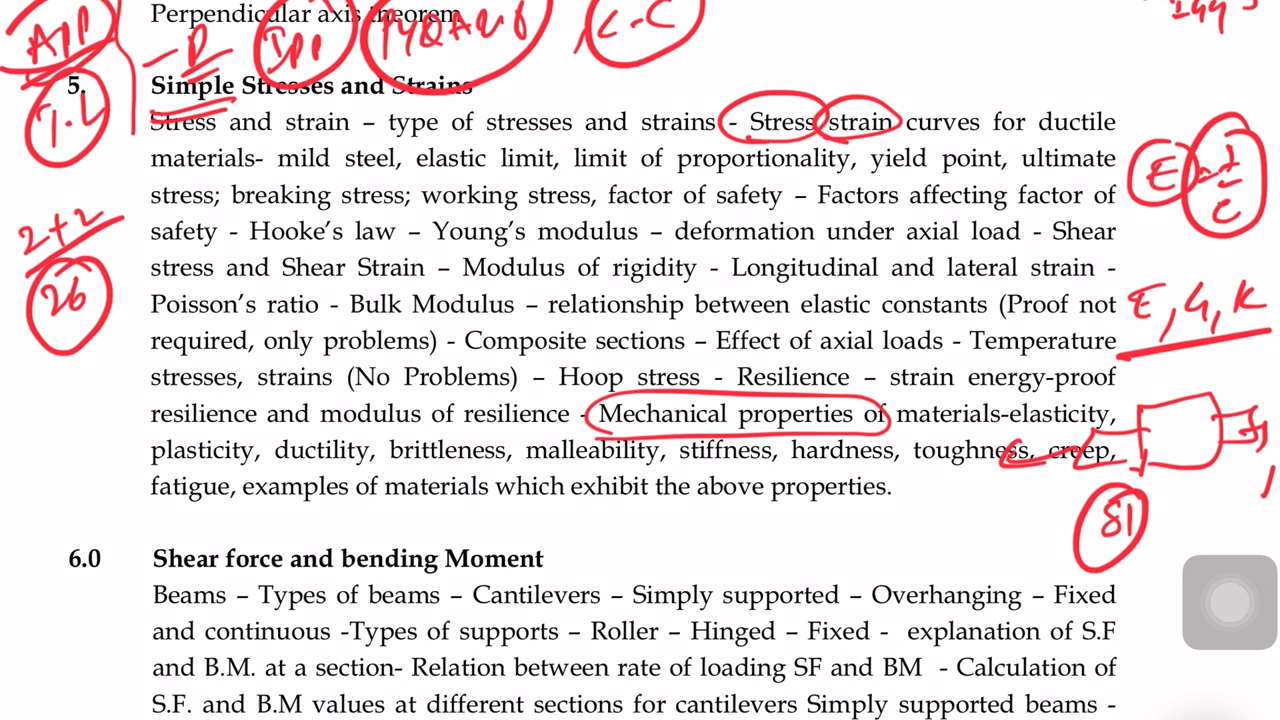 Perpendicular axis theorem
5. Simple Stresses and Strains
Stress and strain – type of stresses and strains - Stress strain curves for ductile
materials- mild steel, elastic limit, limit of proportionality, yield point, ultimate
stress; breaking stress; working stress, factor of safety – Factors affecting factor of
safety - Hooke's law – Young's modulus – deformation under axial load - Shear
stress and Shear Strain – Modulus of rigidity - Longitudinal and lateral strain -
Poisson's ratio - Bulk Modulus – relationship between elastic constants (Proof not
required, only problems) - Composite sections – Effect of axial loads - Temperature
stresses, strains (No Problems) – Hoop stress - Resilience – strain energy-proof
resilience and modulus of resilience - Mechanical properties of materials-elasticity,
plasticity, ductility, brittleness, malleability, stiffness, hardness, toughness, creep,
fatigue, examples of materials which exhibit the above properties.
2+2
26
E, G, K
6.0 Shear force and bending Moment
Beams – Types of beams – Cantilevers – Simply supported – Overhanging – Fixed
and continuous -Types of supports – Roller – Hinged – Fixed - explanation of S.F
and B.M. at a section- Relation between rate of loading SF and BM - Calculation of
S.F. and B.M values at different sections for cantilevers Simply supported beams -